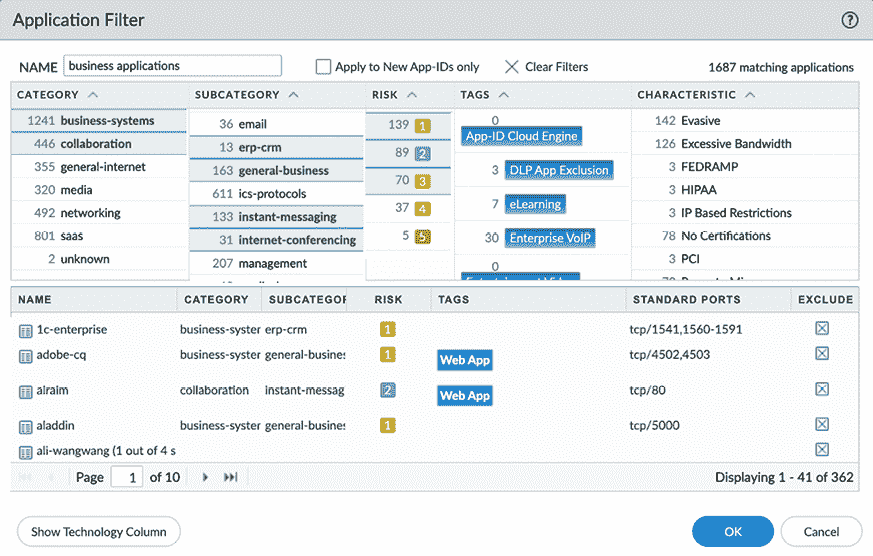 Application Filter
NAME business applications Apply to New App-IDs only Clear Filters 1687 matching applications
CATEGORY SUBCATEGORY RISK TAGS CHARACTERISTIC
1241 business-systems
446 collaboration
355 general-internet
320 media
492 networking
801 saas
2 unknown
36 email
13 erp-crm
163 general-business
611 ics-protocols
133 instant-messaging
31 internet-conferencing
207 management
139 1
89 2
70 3
37 4
5 5
0
App-ID Cloud Engine
3 DLP App Exclusion
7 eLearning
30 Enterprise VoIP
0
142 Evasive
126 Excessive Bandwidth
3 FEDRAMP
3 HIPAA
3 IP Based Restrictions
78 No Certifications
3 PCI
NAME CATEGORY SUBCATEGOR RISK TAGS STANDARD PORTS EXCLUDE
1c-enterprise business-syster erp-crm 1 tcp/1541,1560-1591
adobe-cq business-syster general-busines 1 Web App tcp/4502,4503
alraim collaboration instant-messag 2 Web App tcp/80
aladdin business-syster general-busines 1 tcp/5000
ali-wangwang (1 out of 4 s
Page 1 of 10 Displaying 1 - 41 of 362
Show Technology Column OK Cancel